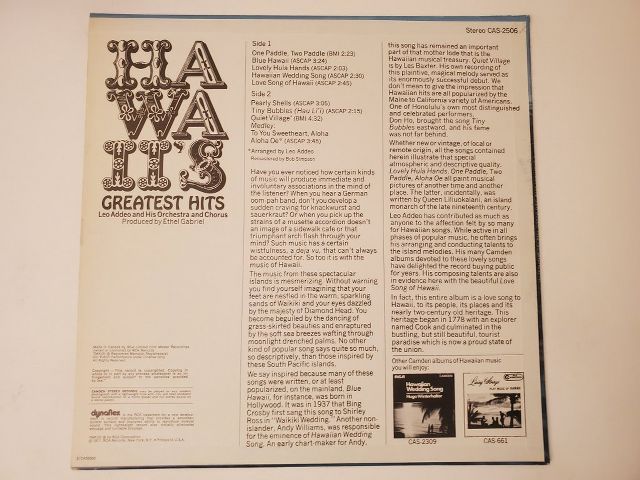 Stereo CAS-2506
HAWAII'S
GREATEST HITS
Leo Addeo and His Orchestra and Chorus
Produced by Ethel Gabriel
Side 1
One Paddle, Two Paddle (BMI 2:23)
Blue Hawaii (ASCAP 3:24)
Lovely Hula Hands (ASCAP 2:03)
Hawaiian Wedding Song (ASCAP 2:30)
Love Song of Hawaii (ASCAP 2:45)
Side 2
Pearly Shells (ASCAP 3:05)
Tiny Bubbles (Hau Li'i) (ASCAP 2:15)
Quiet Village* (BMI 4:32)
Medley:
To You Sweetheart, Aloha
Aloha Oe* (ASCAP 3:45)
*Arranged by Leo Addeo
Remastered by Bob Simpson
Have you ever noticed how certain kinds
of music will produce immediate and
involuntary associations in the mind of
the listener? When you hear a German
oom-pah band, don't you develop a
sudden craving for knackwurst and
sauerkraut? Or when you pick up the
strains of a musette accordion doesn't
an image of a sidewalk cafe or that
triumphant arch flash through your
mind? Such music has a certain
wistfulness, a deja vu, that can't always
be accounted for. So too it is with the
music of Hawaii.
The music from these spectacular
islands is mesmerizing. Without warning
you find yourself imagining that your
feet are nestled in the warm, sparkling
sands of Waikiki and your eyes dazzled
by the majesty of Diamond Head. You
become beguiled by the dancing of
grass-skirted beauties and enraptured
by the soft sea breezes wafting through
moonlight drenched palms. No other
kind of popular song says quite so much,
so descriptively, than those inspired by
these South Pacific islands.
We say inspired because many of these
songs were written, or at least
popularized, on the mainland. Blue
Hawaii, for instance, was born in
Hollywood. It was in 1937 that Bing
Crosby first sang this song to Shirley
Ross in "Waikiki Wedding." Another non-
islander, Andy Williams, was responsible
for the eminence of Hawaiian Wedding
Song. An early chart-maker for Andy,
this song has remained an important
part of that mother lode that is the
Hawaiian musical treasury. Quiet Village
is by Les Baxter. His own recording of
this plaintive, magical melody served as
its enormously successful debut. We
don't mean to give the impression that
Hawaiian hits are all popularized by the
Maine to California variety of Americans.
One of Honolulu's own most distinguished
and celebrated performers,
Don Ho, brought the song Tiny
Bubbles eastward, and his fame
was not far behind.
Whether new or vintage, of local or
remote origin, all the songs contained
herein illustrate that special
atmospheric and descriptive quality.
Lovely Hula Hands, One Paddle, Two
Paddle, Aloha Oe all paint musical
pictures of another time and another
place. The latter, incidentally, was
written by Queen Liliuokalani, an island
monarch of the late nineteenth century.
Leo Addeo has contributed as much as
anyone to the affection felt by so many
for Hawaiian songs. While active in all
phases of popular music, he often brings
his arranging and conducting talents to
the island melodies. His many Camden
albums devoted to these lovely songs
have delighted the record buying public
for years. His composing talents are also
in evidence here with the beautiful Love
Song of Hawaii.
In fact, this entire album is a love song to
Hawaii, to its people, its places and its
nearly two-century old heritage. This
heritage began in 1778 with an explorer
named Cook and culminated in the
bustling, but still beautiful, tourist
paradise which is now a proud state of
the union.
Other Camden albums of Hawaiian music
you will enjoy:
Hawaiian
Wedding Song
Hugo Winterhalter
CAS-2309
CAS-661
dynaflex